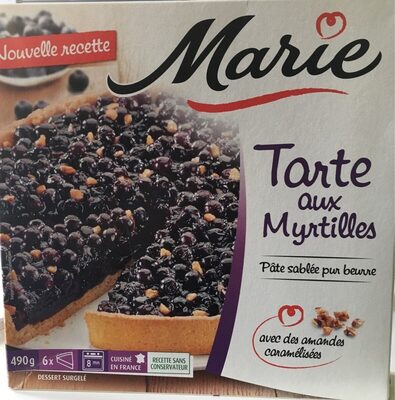 Nouvelle recette
Marie
Tarte
aux
Myrtilles
Pâte sablée pur beurre
avec des amandes
caramélisées
490g 6x 8 mn CUISINÉ EN FRANCE RECETTE SANS CONSERVATEUR
DESSERT SURGELÉ